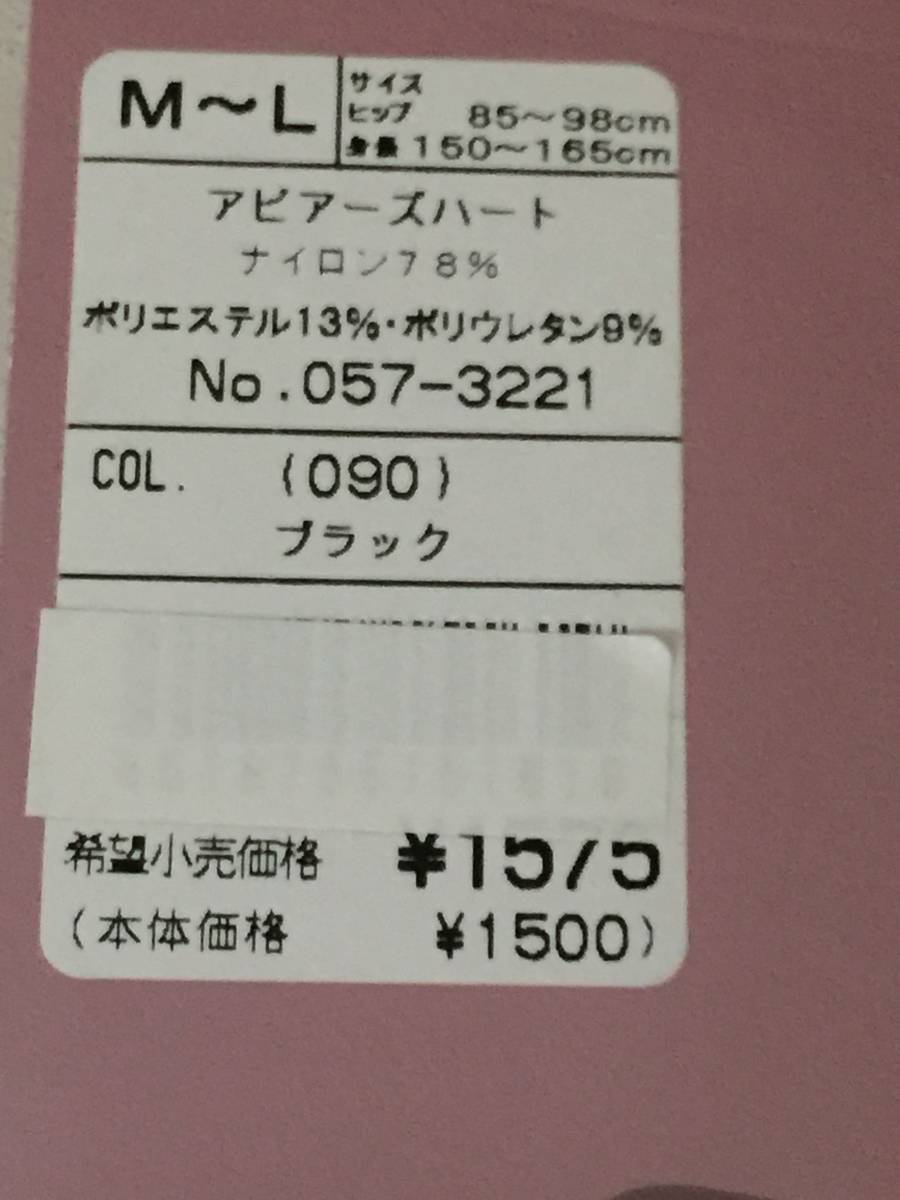 M～L
サイズ
ヒップ 85～98cm
身長 150～165cm
アピアーズハート
ナイロン78%
ポリエステル13%・ポリウレタン9%
No.057-3221
COL. (090)
ブラック
希望小売価格 ¥1575
(本体価格 ¥1500)